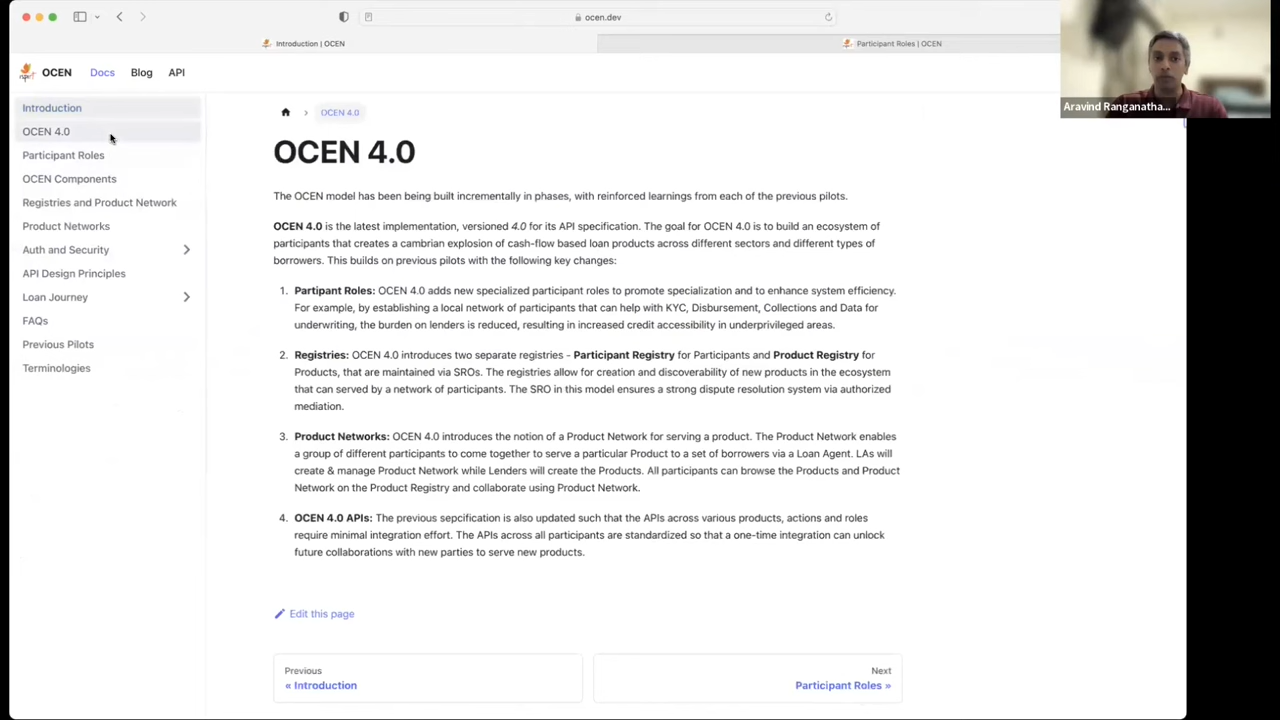 ocen.dev
Introduction | OCEN
Participant Roles | OCEN
Aravind Ranganatha...
OCEN
Docs
Blog
API
Introduction
OCEN 4.0
Participant Roles
OCEN Components
Registries and Product Network
Product Networks
Auth and Security
API Design Principles
Loan Journey
FAQs
Previous Pilots
Terminologies
OCEN 4.0
OCEN 4.0
The OCEN model has been being built incrementally in phases, with reinforced learnings from each of the previous pilots.
OCEN 4.0 is the latest implementation, versioned 4.0 for its API specification. The goal for OCEN 4.0 is to build an ecosystem of
participants that creates a cambrian explosion of cash-flow based loan products across different sectors and different types of
borrowers. This builds on previous pilots with the following key changes:
1. Partipant Roles: OCEN 4.0 adds new specialized participant roles to promote specialization and to enhance system efficiency.
For example, by establishing a local network of participants that can help with KYC, Disbursement, Collections and Data for
underwriting, the burden on lenders is reduced, resulting in increased credit accessibility in underprivileged areas.
2. Registries: OCEN 4.0 introduces two separate registries - Participant Registry for Participants and Product Registry for
Products, that are maintained via SROs. The registries allow for creation and discoverability of new products in the ecosystem
that can served by a network of participants. The SRO in this model ensures a strong dispute resolution system via authorized
mediation.
3. Product Networks: OCEN 4.0 introduces the notion of a Product Network for serving a product. The Product Network enables
a group of different participants to come together to serve a particular Product to a set of borrowers via a Loan Agent. LAs will
create & manage Product Network while Lenders will create the Products. All participants can browse the Products and Product
Network on the Product Registry and collaborate using Product Network.
4. OCEN 4.0 APIs: The previous sepcification is also updated such that the APIs across various products, actions and roles
require minimal integration effort. The APIs across all participants are standardized so that a one-time integration can unlock
future collaborations with new parties to serve new products.
Edit this page
Previous
« Introduction
Next
Participant Roles »